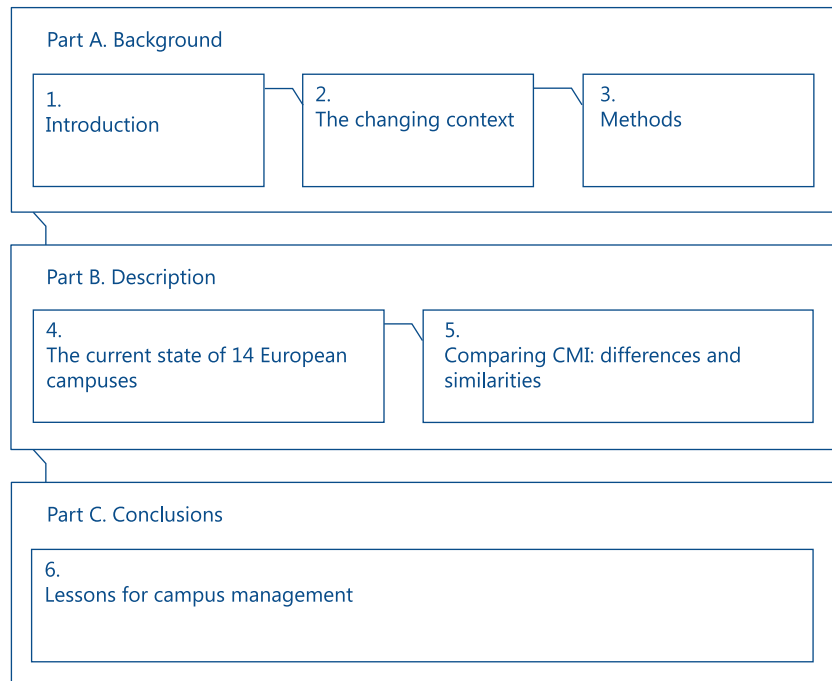 Part A. Background
1.
Introduction
2.
The changing context
3.
Methods
Part B. Description
4.
The current state of 14 European
campuses
5.
Comparing CMI: differences and
similarities
Part C. Conclusions
6.
Lessons for campus management